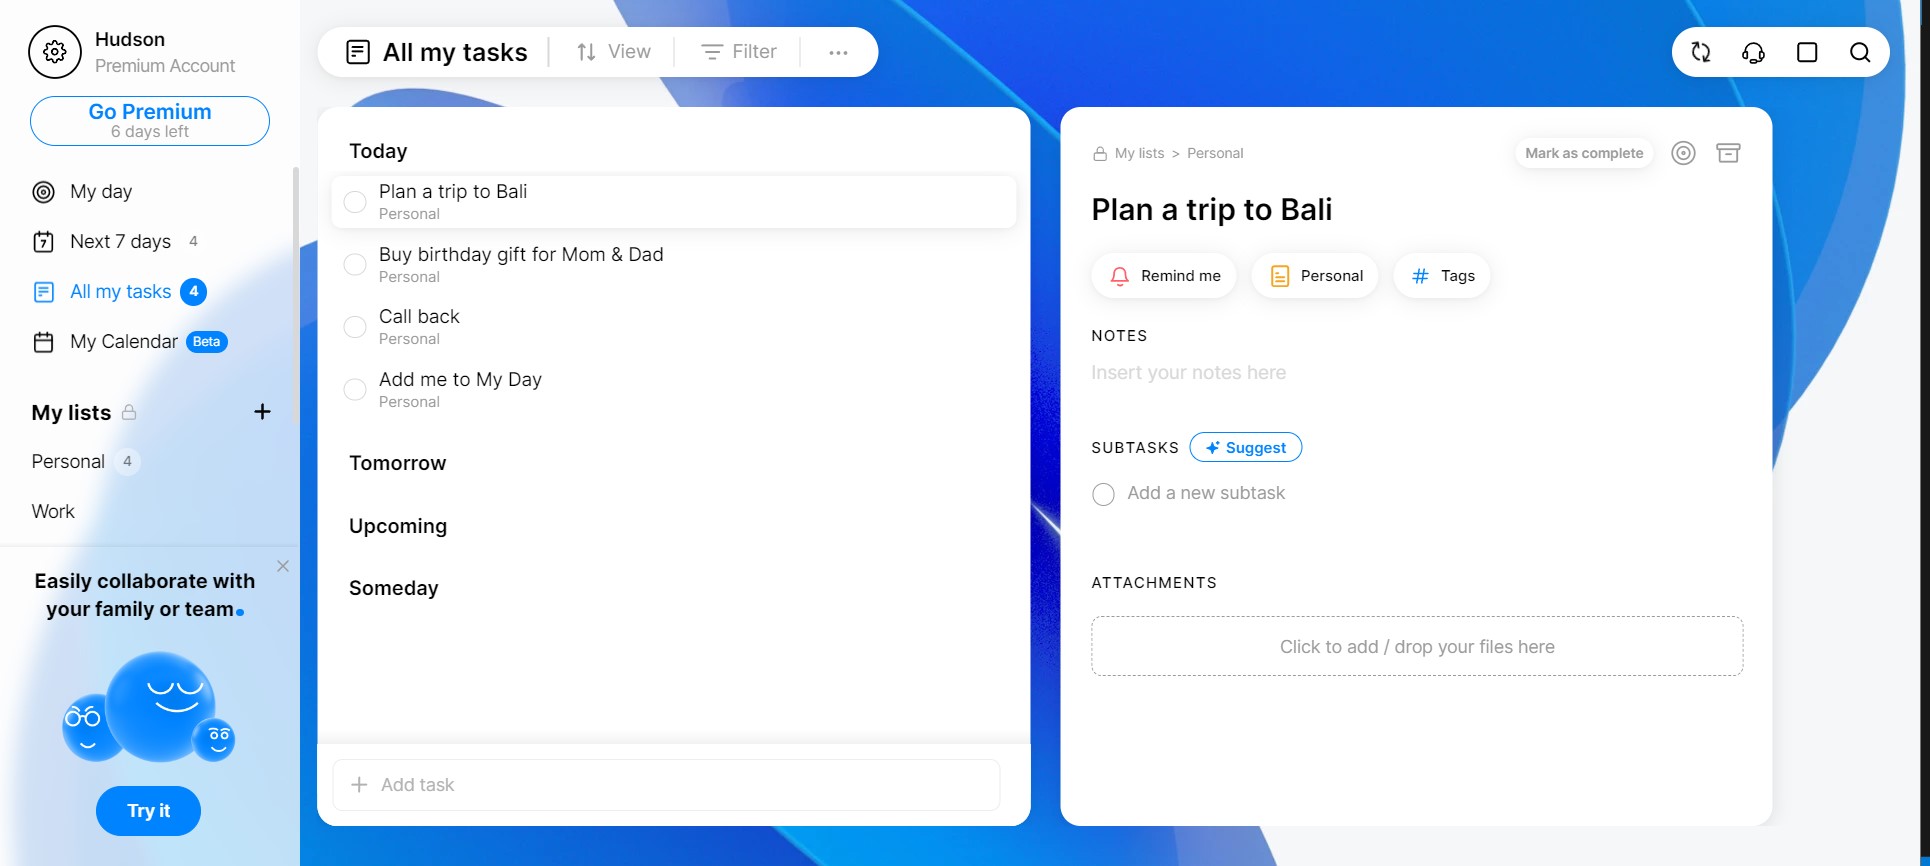 Hudson
Premium Account
Go Premium
6 days left
My day
7
Next 7 days 4
All my tasks 4
My Calendar Beta
My lists
Personal 4
Work
Easily collaborate with
your family or team.
Try it
All my tasks View Filter ...
Today
Plan a trip to Bali
Personal
Buy birthday gift for Mom & Dad
Personal
Call back
Personal
Add me to My Day
Personal
Tomorrow
Upcoming
Someday
+ Add task
My lists > Personal
Mark as complete
Plan a trip to Bali
Remind me
Personal
# Tags
NOTES
Insert your notes here
SUBTASKS Suggest
Add a new subtask
ATTACHMENTS
Click to add / drop your files here